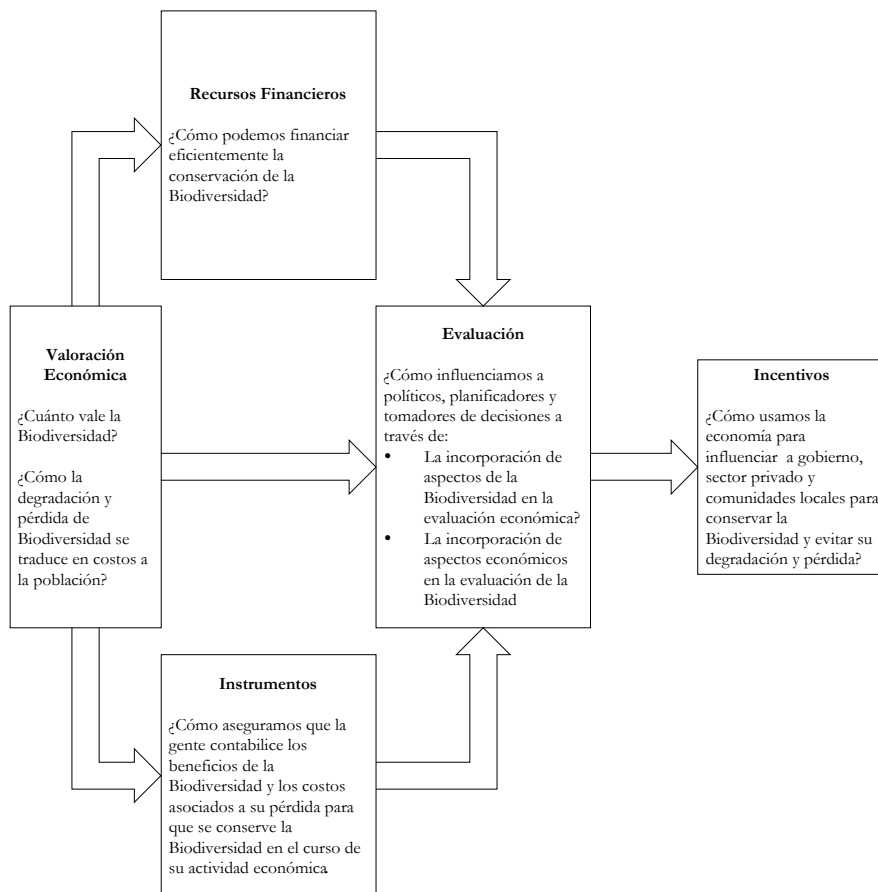 Recursos Financieros
¿Cómo podemos financiar
eficientemente la
conservación de la
Biodiversidad?
Valoración
Económica
¿Cuánto vale la
Biodiversidad?
¿Cómo la
degradación y
pérdida de
Biodiversidad se
traduce en costos a
la población?
Evaluación
¿Cómo influenciamos a
políticos, planificadores y
tomadores de decisiones a
través de:
• La incorporación de
aspectos de la
Biodiversidad en la
evaluación económica?
• La incorporación de
aspectos económicos
en la evaluación de la
Biodiversidad
Incentivos
¿Cómo usamos la
economía para
influenciar a gobierno,
sector privado y
comunidades locales para
conservar la
Biodiversidad y evitar su
degradación y pérdida?
Instrumentos
¿Cómo aseguramos que la
gente contabilice los
beneficios de la
Biodiversidad y los costos
asociados a su pérdida para
que se conserve la
Biodiversidad en el curso de
su actividad económica.